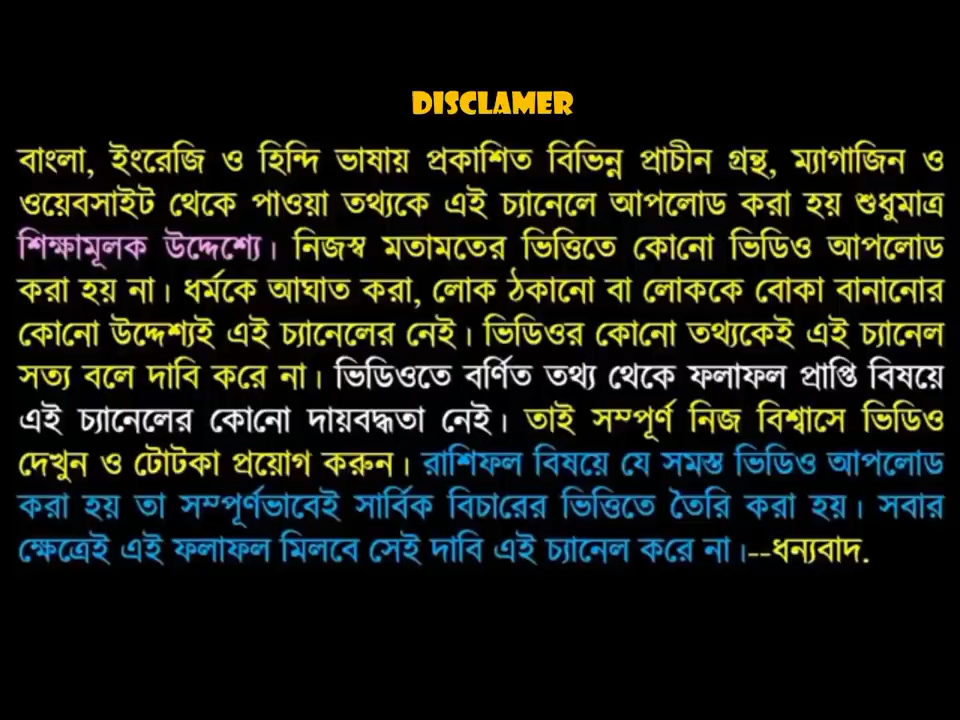 DISCLAMER
বাংলা, ইংরেজি ও হিন্দি ভাষায় প্রকাশিত বিভিন্ন প্রাচীন গ্রন্থ, ম্যাগাজিন ও
ওয়েবসাইট থেকে পাওয়া তথ্যকে এই চ্যানেলে আপলোড করা হয় শুধুমাত্র
শিক্ষামূলক উদ্দেশ্যে। নিজস্ব মতামতের ভিত্তিতে কোনো ভিডিও আপলোড
করা হয় না। ধর্মকে আঘাত করা, লোক ঠকানো বা লোককে বোকা বানানোর
কোনো উদ্দেশ্যই এই চ্যানেলের নেই। ভিডিওর কোনো তথ্যকেই এই চ্যানেল
সত্য বলে দাবি করে না। ভিডিওতে বর্ণিত তথ্য থেকে ফলাফল প্রাপ্তি বিষয়ে
এই চ্যানেলের কোনো দায়বদ্ধতা নেই। তাই সম্পূর্ণ নিজ বিশ্বাসে ভিডিও
দেখুন ও টোটকা প্রয়োগ করুন। রাশিফল বিষয়ে যে সমস্ত ভিডিও আপলোড
করা হয় তা সম্পূর্ণভাবেই সার্বিক বিচারের ভিত্তিতে তৈরি করা হয়। সবার
ক্ষেত্রেই এই ফলাফল মিলবে সেই দাবি এই চ্যানেল করে না।--ধন্যবাদ.